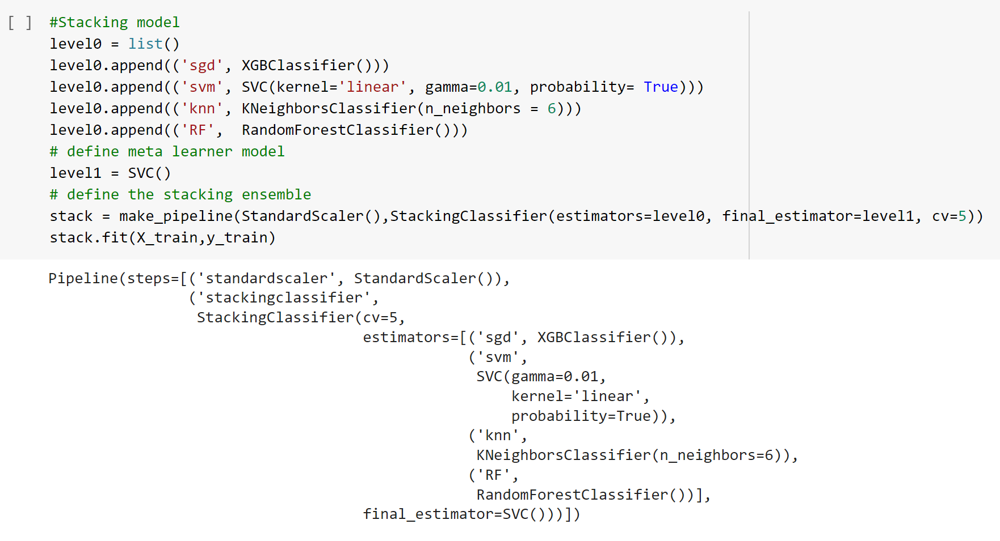 [ ] #Stacking model
level0 = list()
level0.append(('sgd', XGBClassifier()))
level0.append(('svm', SVC(kernel='linear', gamma=0.01, probability= True)))
level0.append(('knn', KNeighborsClassifier(n_neighbors = 6)))
level0.append(('RF',  RandomForestClassifier()))
# define meta learner model
level1 = SVC()
# define the stacking ensemble
stack = make_pipeline(StandardScaler(),StackingClassifier(estimators=level0, final_estimator=level1, cv=5))
stack.fit(X_train,y_train)
Pipeline(steps=[('standardscaler', StandardScaler()),
('stackingclassifier',
StackingClassifier(cv=5,
estimators=[('sgd', XGBClassifier()),
('svm',
SVC(gamma=0.01,
kernel='linear',
probability=True)),
('knn',
KNeighborsClassifier(n_neighbors=6)),
('RF',
RandomForestClassifier())],
final_estimator=SVC()))])